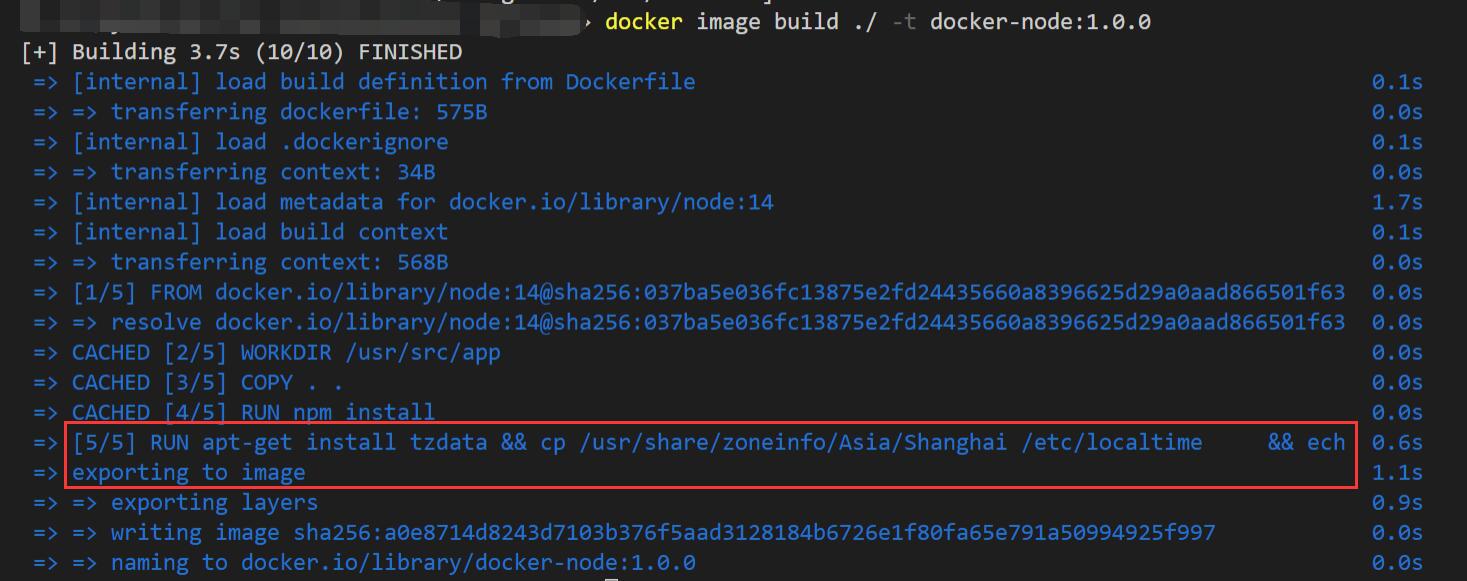 docker image build ./ -t docker-node:1.0.0
[+] Building 3.7s (10/10) FINISHED
=> [internal] load build definition from Dockerfile 0.1s
=> => transferring dockerfile: 575B 0.0s
=> [internal] load .dockerignore 0.1s
=> => transferring context: 34B 0.0s
=> [internal] load metadata for docker.io/library/node:14 1.7s
=> [internal] load build context 0.1s
=> => transferring context: 568B 0.0s
=> [1/5] FROM docker.io/library/node:14@sha256:037ba5e036fc13875e2fd24435660a8396625d29a0aad866501f63 0.0s
=> => resolve docker.io/library/node:14@sha256:037ba5e036fc13875e2fd24435660a8396625d29a0aad866501f63 0.0s
=> CACHED [2/5] WORKDIR /usr/src/app 0.0s
=> CACHED [3/5] COPY . . 0.0s
=> CACHED [4/5] RUN npm install 0.0s
=> [5/5] RUN apt-get install tzdata && cp /usr/share/zoneinfo/Asia/Shanghai /etc/localtime     && ech 0.6s
=> exporting to image 1.1s
=> => exporting layers 0.9s
=> => writing image sha256:a0e8714d8243d7103b376f5aad3128184b6726e1f80fa65e791a50994925f997 0.0s
=> => naming to docker.io/library/docker-node:1.0.0 0.0s